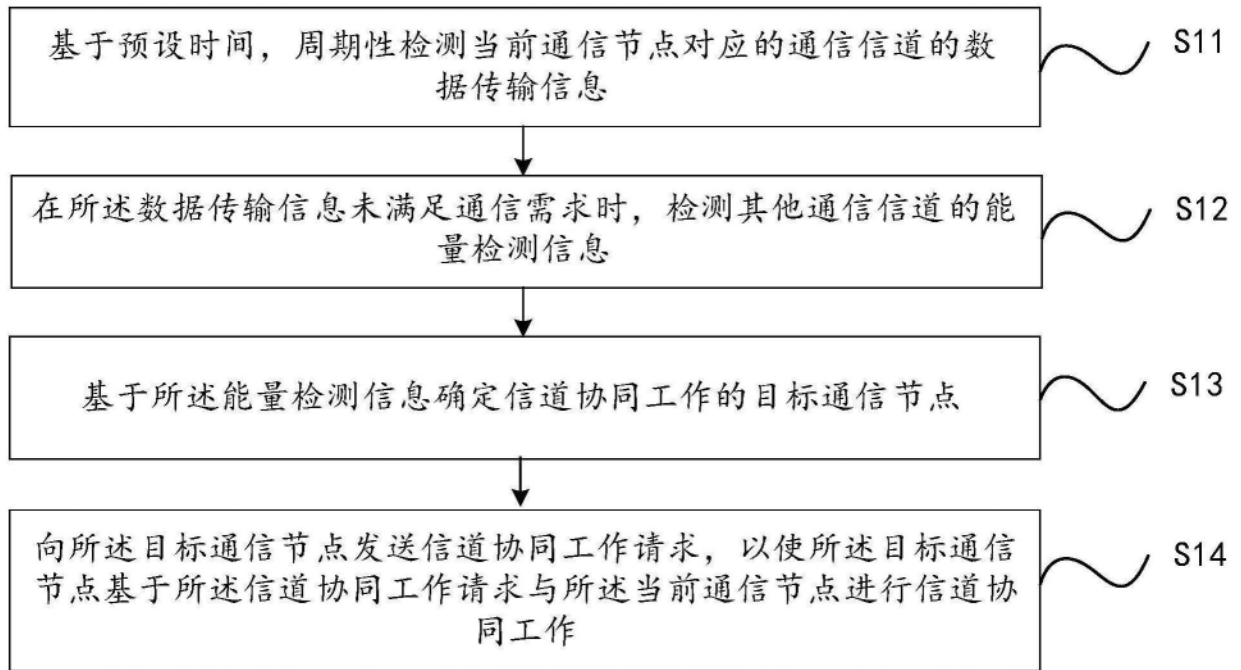 基于预设时间，周期性检测当前通信节点对应的通信信道的数
据传输信息
S11
在所述数据传输信息未满足通信需求时，检测其他通信信道的能
量检测信息
S12
基于所述能量检测信息确定信道协同工作的目标通信节点
S13
向所述目标通信节点发送信道协同工作请求，以使所述目标通信
节点基于所述信道协同工作请求与所述当前通信节点进行信道协
同工作
S14